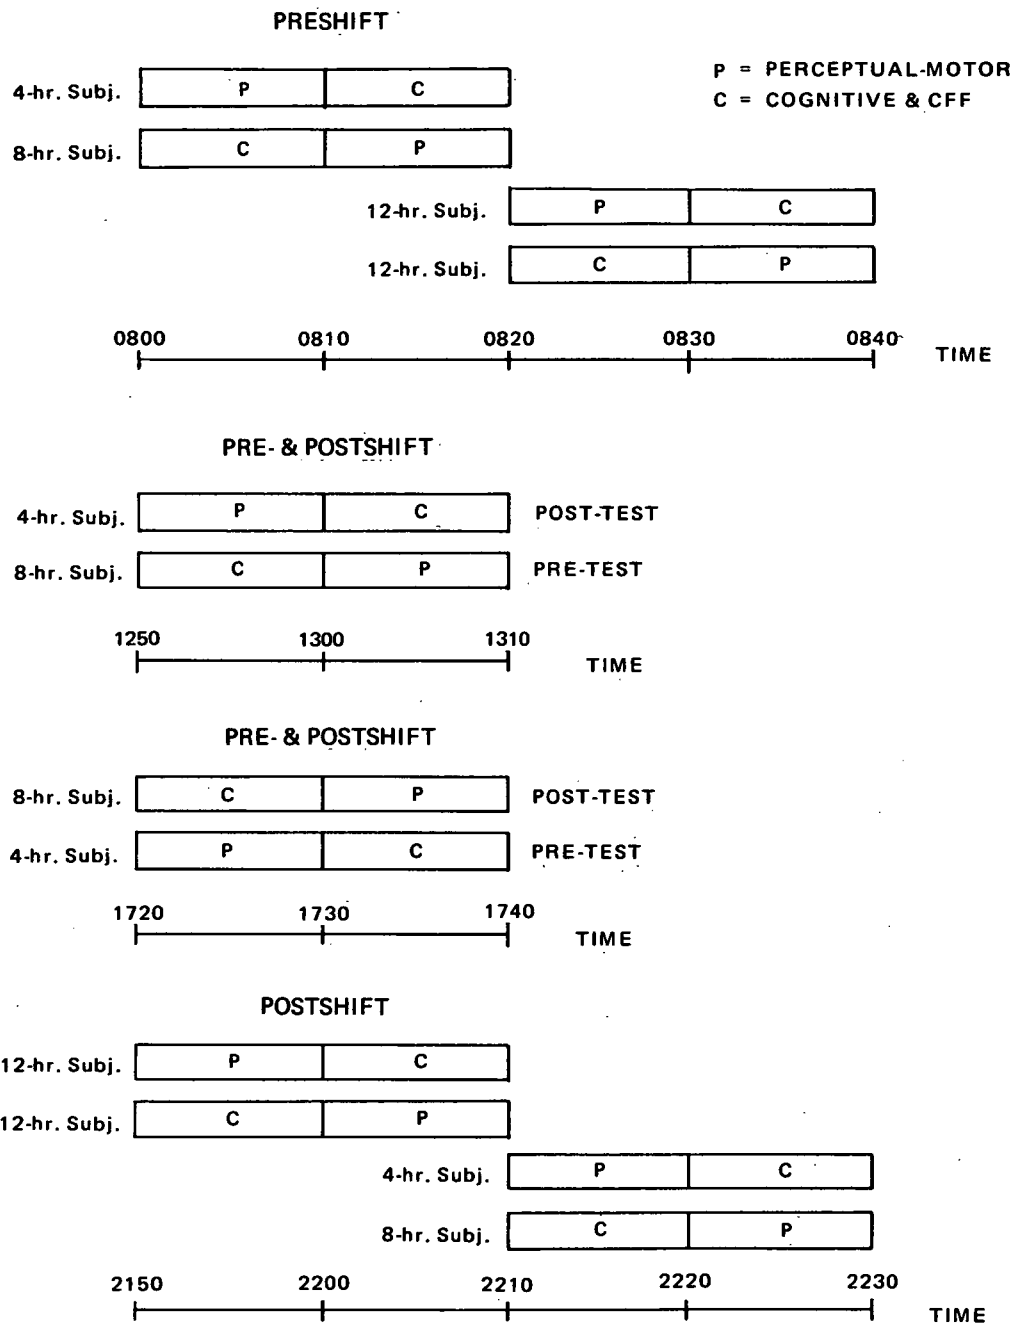 PRESHIFT
P = PERCEPTUAL-MOTOR
C = COGNITIVE & CFF
4-hr. Subj. P C
8-hr. Subj. C P
12-hr. Subj. P C
12-hr. Subj. C P
0800 0810 0820 0830 0840 TIME
PRE- & POSTSHIFT
4-hr. Subj. P C POST-TEST
8-hr. Subj. C P PRE-TEST
1250 1300 1310
TIME
PRE- & POSTSHIFT
8-hr. Subj. C P POST-TEST
4-hr. Subj. P C PRE-TEST
1720 1730 1740
TIME
POSTSHIFT
12-hr. Subj. P C
12-hr. Subj. C P
4-hr. Subj. P C
8-hr. Subj. C P
2150 2200 2210 2220 2230
TIME